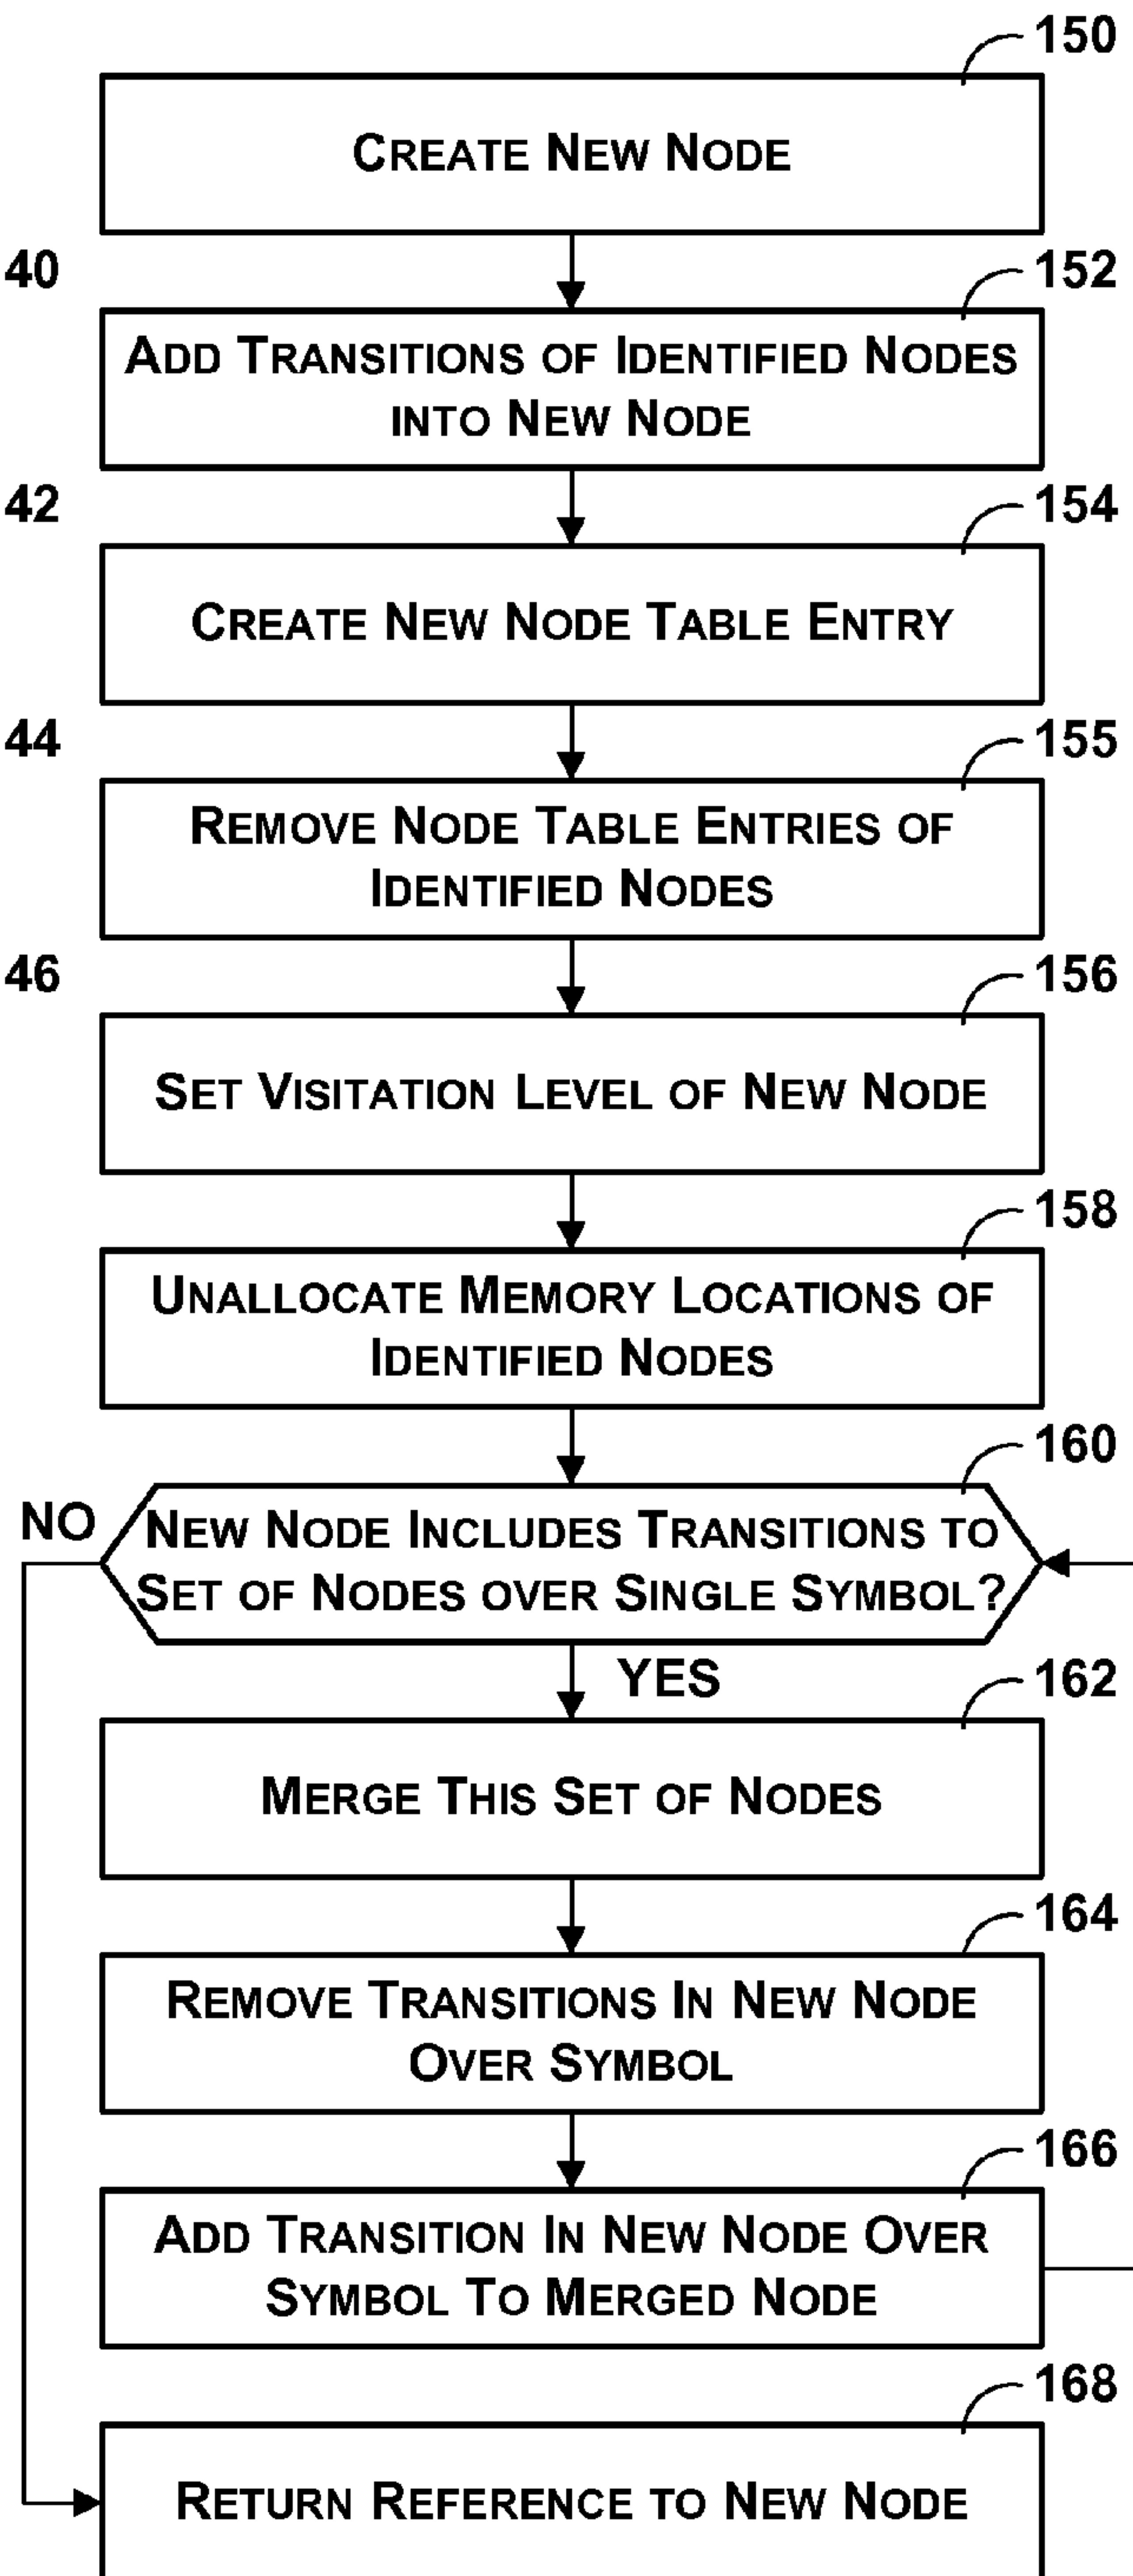 150
CREATE NEW NODE
40
152
ADD TRANSITIONS OF IDENTIFIED NODES
INTO NEW NODE
42
154
CREATE NEW NODE TABLE ENTRY
44
155
REMOVE NODE TABLE ENTRIES OF
IDENTIFIED NODES
46
156
SET VISITATION LEVEL OF NEW NODE
158
UNALLOCATE MEMORY LOCATIONS OF
IDENTIFIED NODES
160
NO
NEW NODE INCLUDES TRANSITIONS TO
SET OF NODES OVER SINGLE SYMBOL?
YES
162
MERGE THIS SET OF NODES
164
REMOVE TRANSITIONS IN NEW NODE
OVER SYMBOL
166
ADD TRANSITION IN NEW NODE OVER
SYMBOL TO MERGED NODE
168
RETURN REFERENCE TO NEW NODE